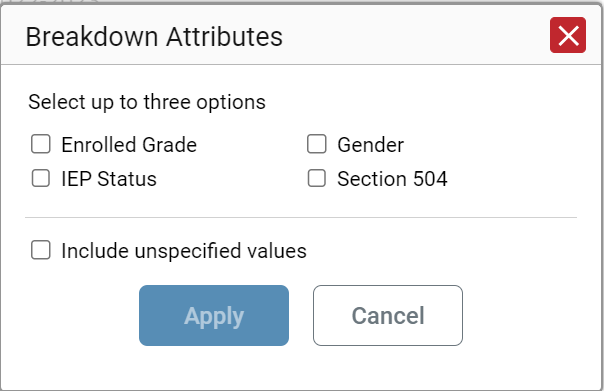 Breakdown Attributes
Select up to three options
Enrolled Grade
Gender
IEP Status
Section 504
Include unspecified values
Apply
Cancel